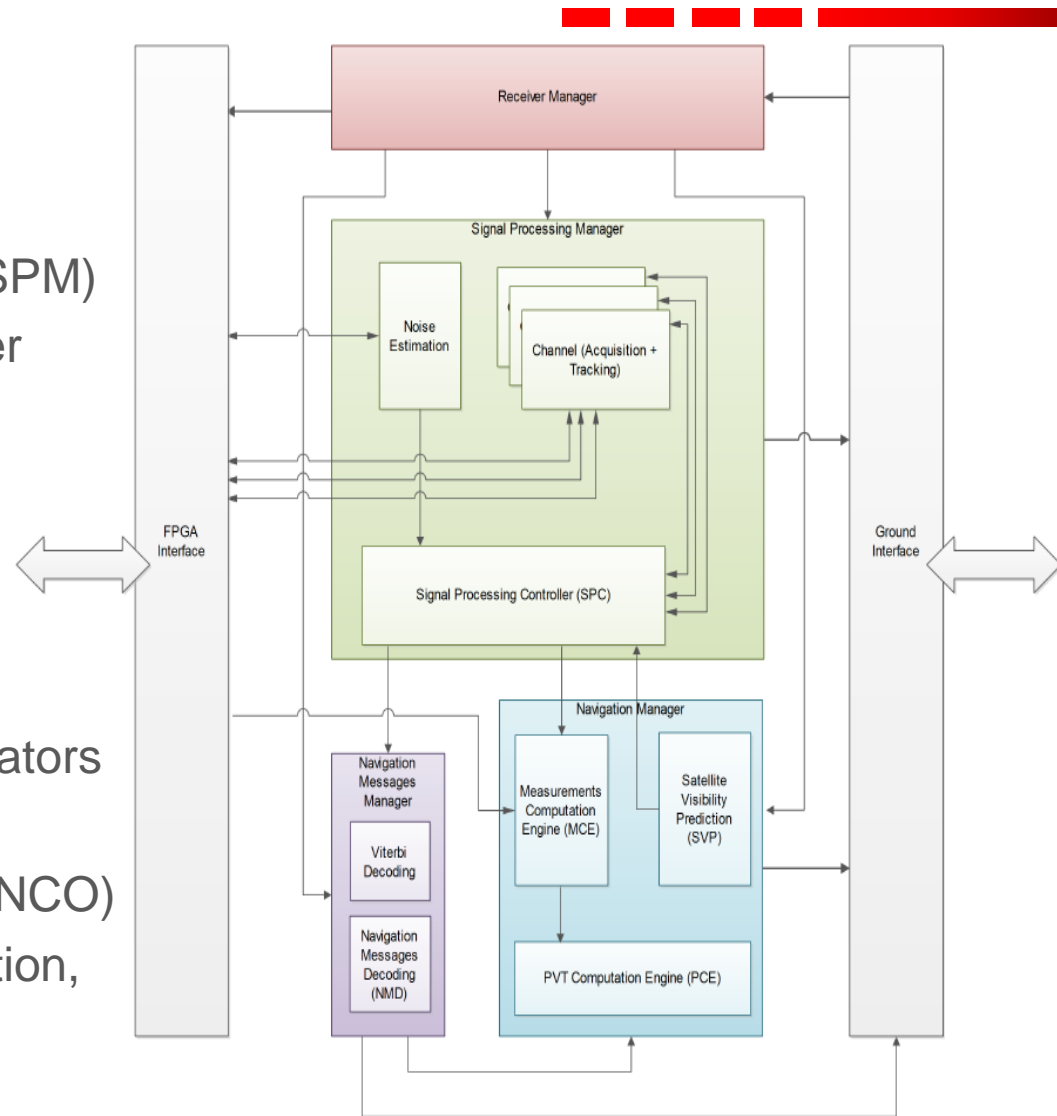 SPM)
er
ators
NCO)
tion,
Receiver Manager
Signal Processing Manager
Noise
Estimation
Channel (Acquisition +
Tracking)
FPGA
Interface
Ground
Interface
Signal Processing Controller (SPC)
Navigation Manager
Navigation
Messages
Manager
Viterbi
Decoding
Navigation
Messages
Decoding
(NMD)
Measurements
Computation
Engine (MCE)
Satellite
Visibility
Prediction
(SVP)
PVT Computation Engine (PCE)